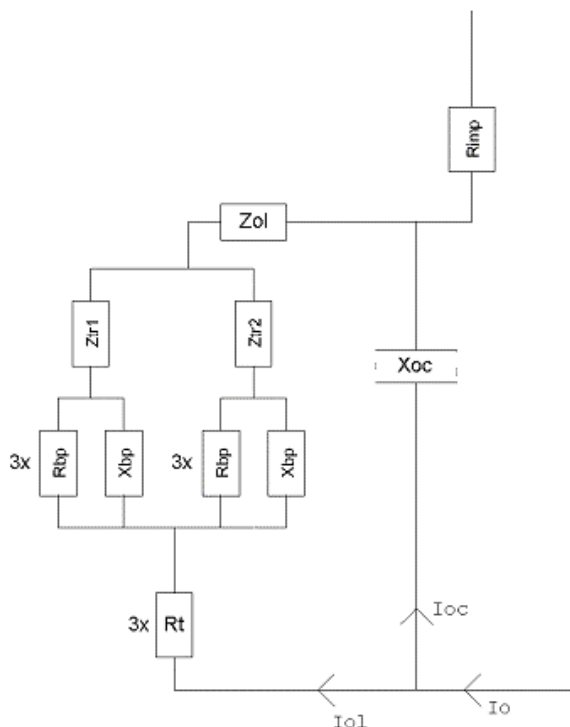 Rimp
Zol
Ztr1
Ztr2
Xoc
3x
Rbp
Xbp
3x
Rbp
Xbp
3x
Rt
Ioc
Iol
Io